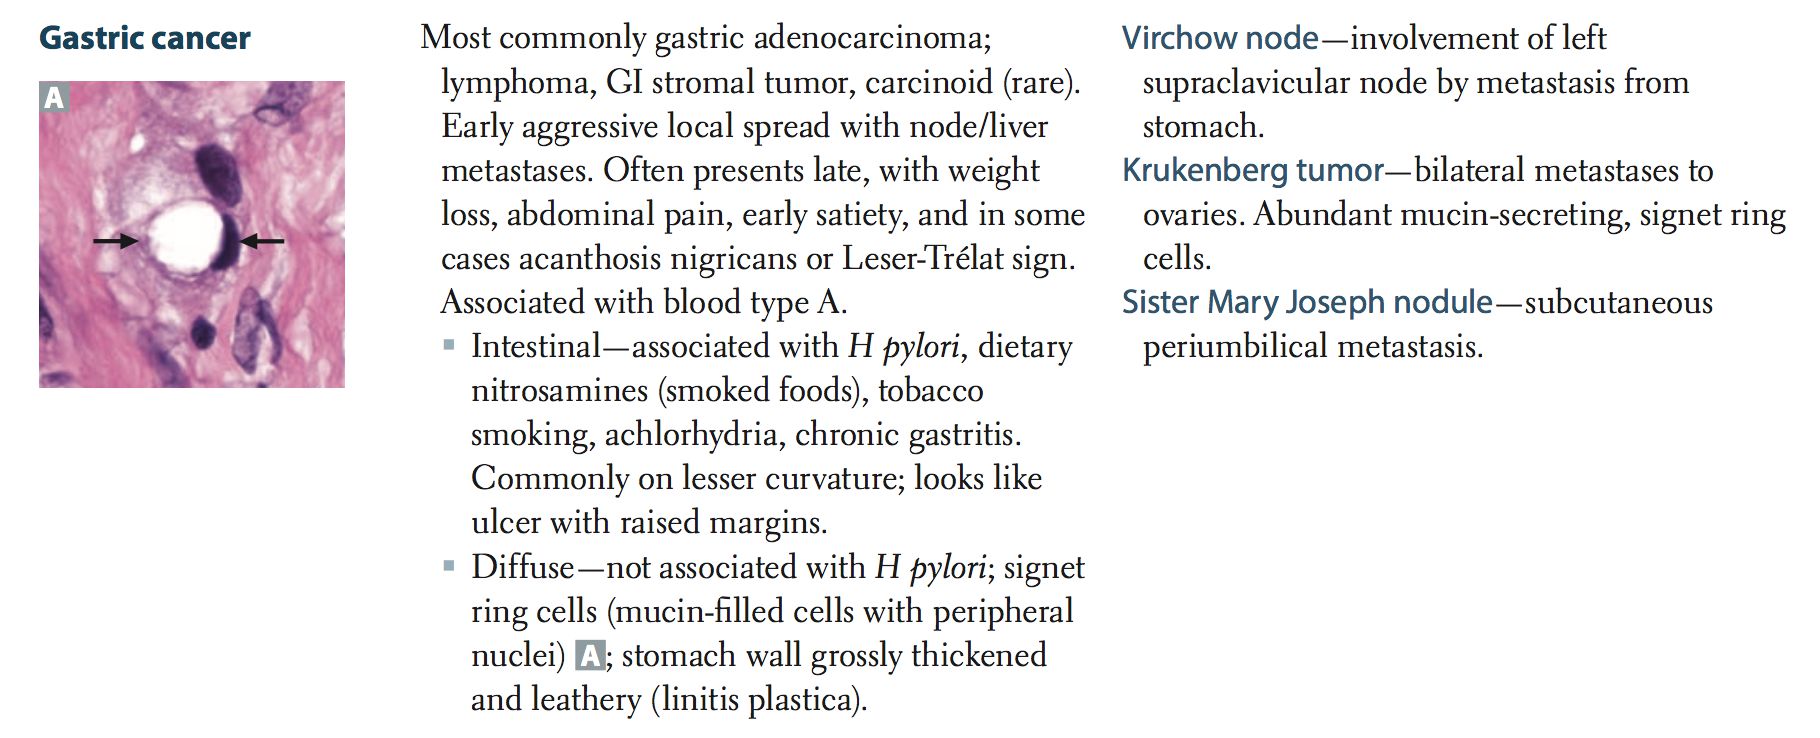 Gastric cancer
A
Most commonly gastric adenocarcinoma;
lymphoma, GI stromal tumor, carcinoid (rare).
Early aggressive local spread with node/liver
metastases. Often presents late, with weight
loss, abdominal pain, early satiety, and in some
cases acanthosis nigricans or Leser-Trélat sign.
Associated with blood type A.
▪ Intestinal—associated with H pylori, dietary
nitrosamines (smoked foods), tobacco
smoking, achlorhydria, chronic gastritis.
Commonly on lesser curvature; looks like
ulcer with raised margins.
▪ Diffuse—not associated with H pylori; signet
ring cells (mucin-filled cells with peripheral
nuclei) A; stomach wall grossly thickened
and leathery (linitis plastica).
Virchow node—involvement of left
supraclavicular node by metastasis from
stomach.
Krukenberg tumor—bilateral metastases to
ovaries. Abundant mucin-secreting, signet ring
cells.
Sister Mary Joseph nodule—subcutaneous
periumbilical metastasis.